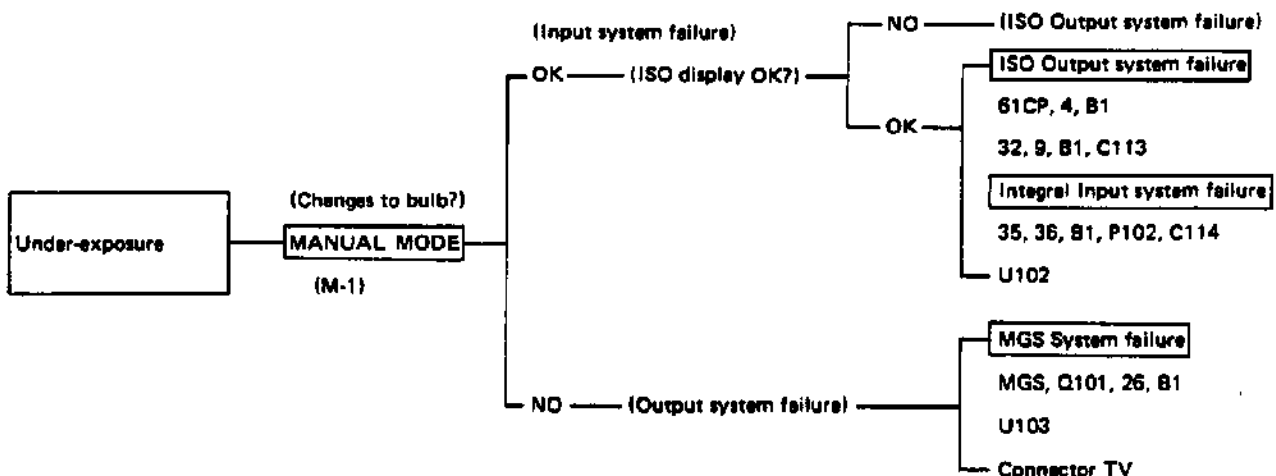 Under-exposure
(Changes to bulb?)
MANUAL MODE
(M-1)
(Input system failure)
OK
(ISO display OK?)
NO
(ISO Output system failure)
OK
ISO Output system failure
61CP, 4, B1
32, 9, B1, C113
Integral Input system failure
35, 36, B1, P102, C114
U102
NO
(Output system failure)
MGS System failure
MGS, Q101, 26, B1
U103
Connector TV